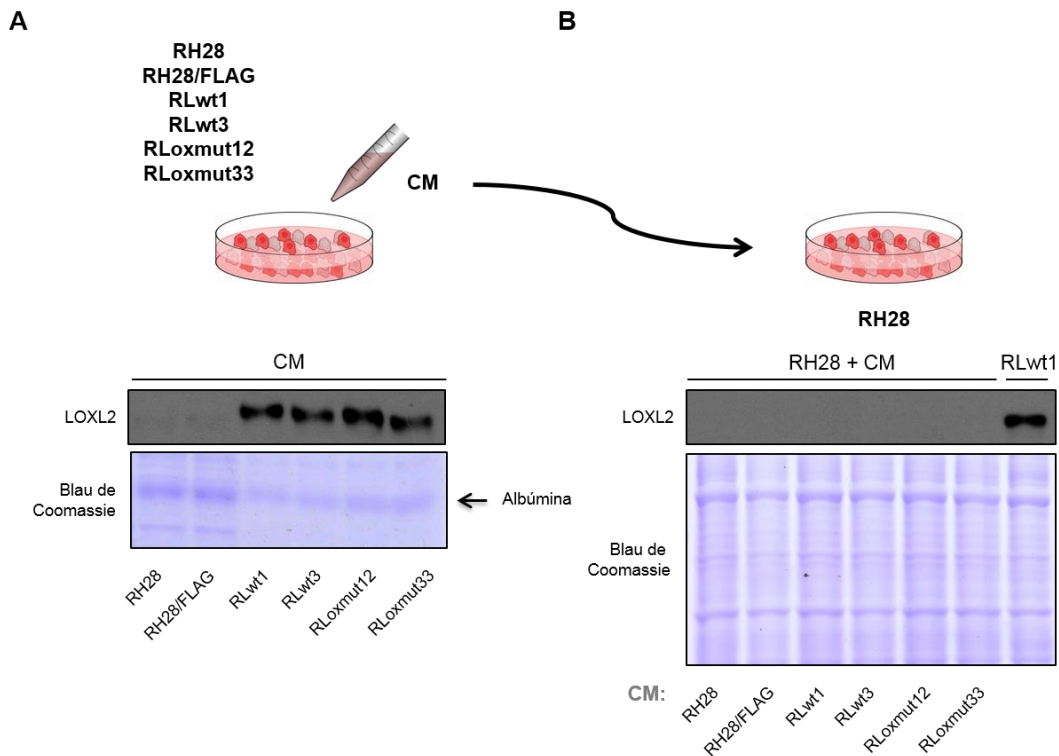 A
RH28
RH28/FLAG
RLwt1
RLwt3
RLoxmut12
RLoxmut33
CM
CM
LOXL2
Blau de
Coomassie
Albúmina
RH28
RH28/FLAG
RLwt1
RLwt3
RLoxmut12
RLoxmut33
B
RH28
RH28 + CM
RLwt1
LOXL2
Blau de
Coomassie
CM:
RH28
RH28/FLAG
RLwt1
RLwt3
RLoxmut12
RLoxmut33